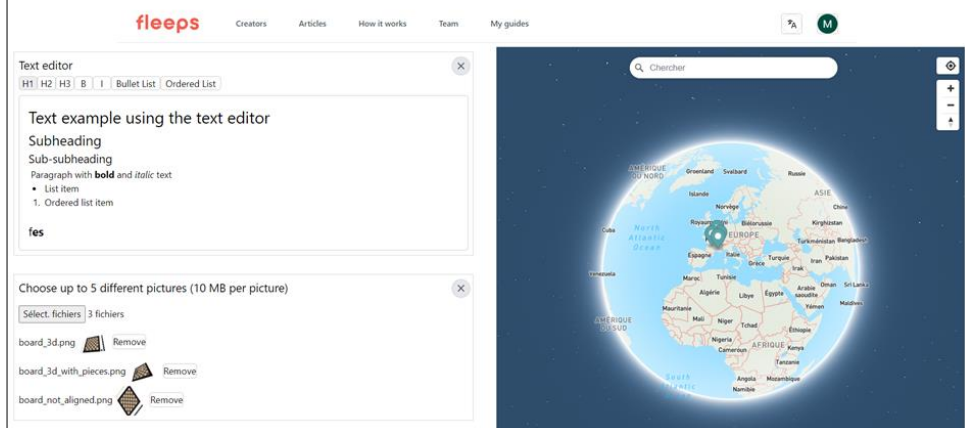 fleeps Creators Articles How it works Team My guides M
Text editor
H1 H2 H3 B I Bullet List Ordered List
Text example using the text editor
Subheading
Sub-subheading
Paragraph with bold and italic text
• List item
1. Ordered list item
fes
Choose up to 5 different pictures (10 MB per picture)
Sélect. fichiers 3 fichiers
board_3d.png Remove
board_3d_with_pieces.png Remove
board_not_aligned.png Remove
Chercher
AMÉRIQUE DU NORD
Groenland Svalbard Russie
ASIE
Islande
Norvège
Chine
Cuba
Biélorussie
Kirghizstan
North Atlantic Ocean
EUROPE
Turkménistan
Espagne Italie Grèce Turquie Iran Pakistan
Irak
Venezuela
Maroc Tunisie
Arabie saoudite Oman Sri Lanka
Algérie Libye Égypte
Yémen Maldives
Mauritanie
Mali Niger Tchad
AMÉRIQUE DU SUD
Éthiopie
Nigeria
Cameroun AFRIQUE Kenya
Tanzanie
South Atlantic
Angola Mozambique
Namibie